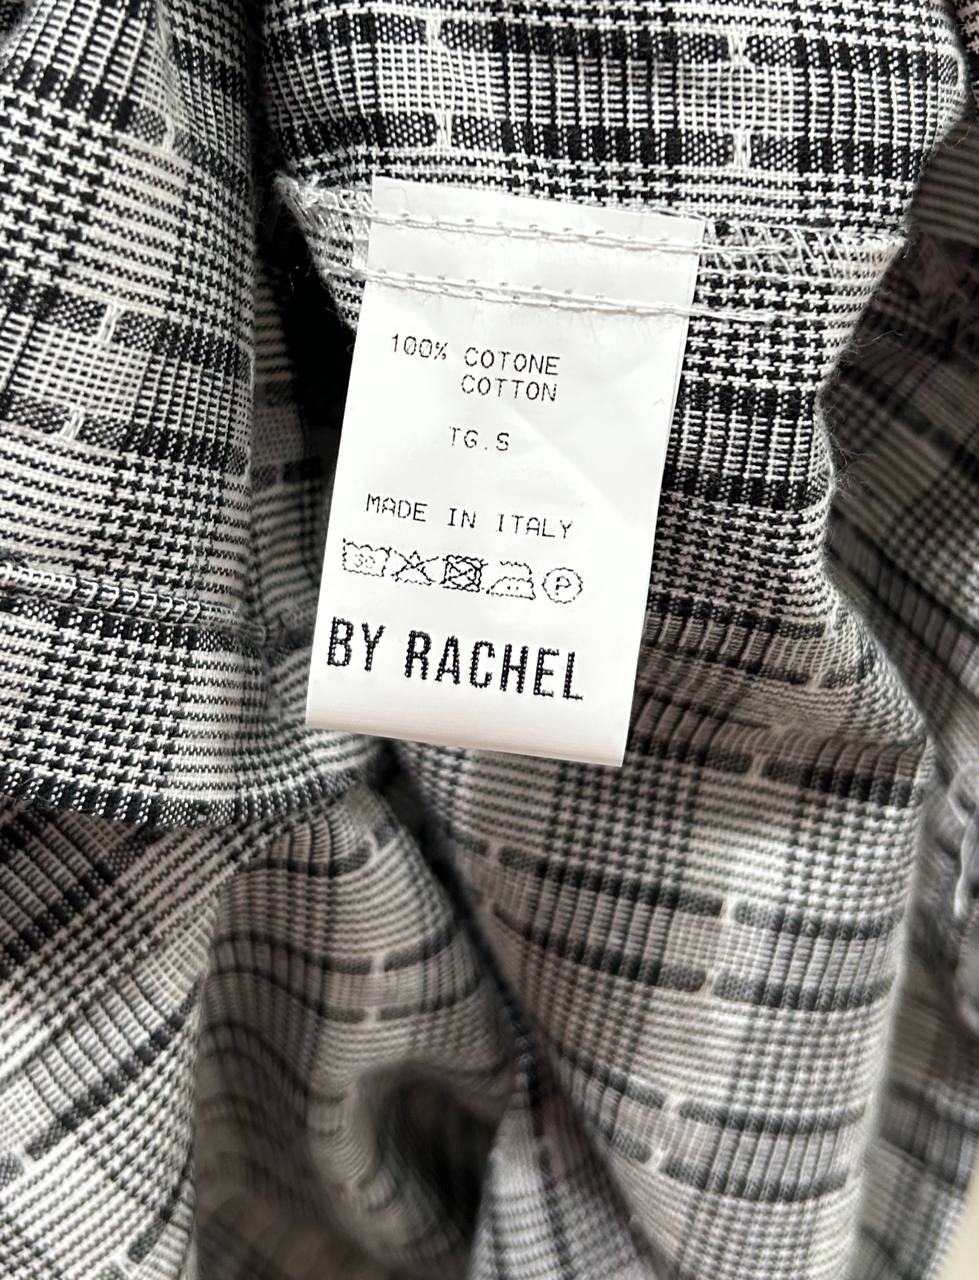 100% COTONE
COTTON
TG.S
MADE IN ITALY
30
P
BY RACHEL